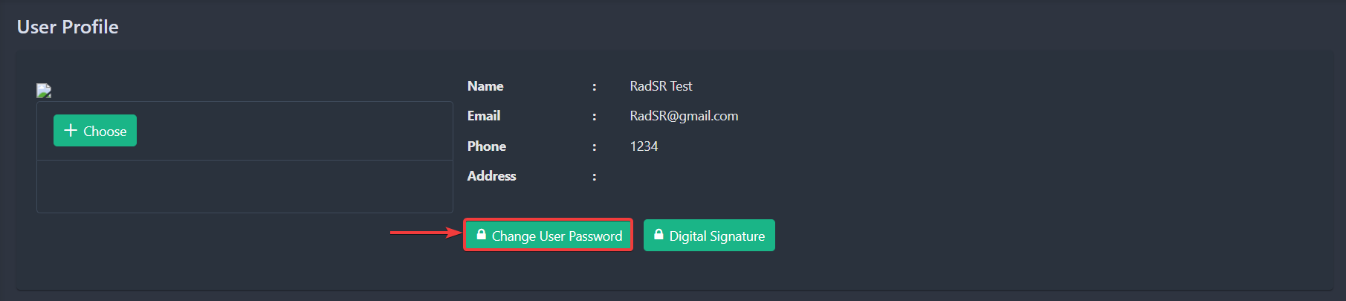 User Profile
Choose
Name : RadSR Test
Email : RadSR@gmail.com
Phone : 1234
Address :
Change User Password
Digital Signature